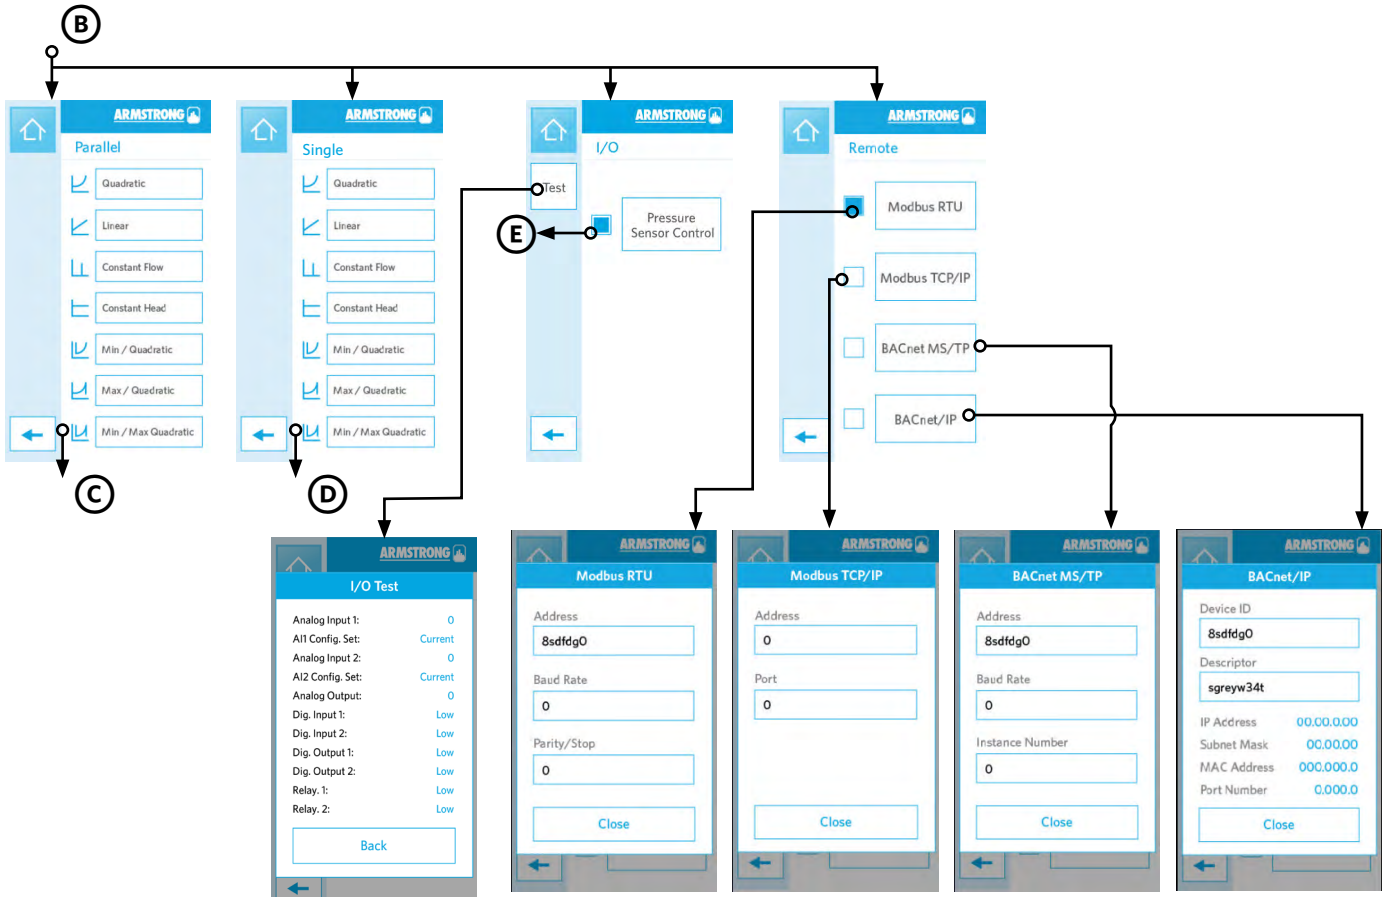 B
ARMSTRONG
Parallel
Quadratic
Linear
Constant Flow
Constant Head
Min / Quadratic
Max / Quadratic
Min / Max Quadratic
C
ARMSTRONG
Single
Quadratic
Linear
Constant Flow
Constant Head
Min / Quadratic
Max / Quadratic
Min / Max Quadratic
D
ARMSTRONG
I/O
Test
E
Pressure
Sensor Control
ARMSTRONG
Remote
Modbus RTU
Modbus TCP/IP
BACnet MS/TP
BACnet/IP
ARMSTRONG
I/O Test
Analog Input 1: 0
AI1 Config. Set: Current
Analog Input 2: 0
AI2 Config. Set: Current
Analog Output: 0
Dig. Input 1: Low
Dig. Input 2: Low
Dig. Output 1: Low
Dig. Output 2: Low
Relay. 1: Low
Relay. 2: Low
Back
ARMSTRONG
Modbus RTU
Address
8sdfdg0
Baud Rate
0
Parity/Stop
0
Close
ARMSTRONG
Modbus TCP/IP
Address
0
Port
0
Close
ARMSTRONG
BACnet MS/TP
Address
8sdfdg0
Baud Rate
0
Instance Number
0
Close
ARMSTRONG
BACnet/IP
Device ID
8sdfdg0
Descriptor
sgreyw34t
IP Address 00.00.0.00
Subnet Mask 00.00.00
MAC Address 000.000.0
Port Number 0.000.0
Close